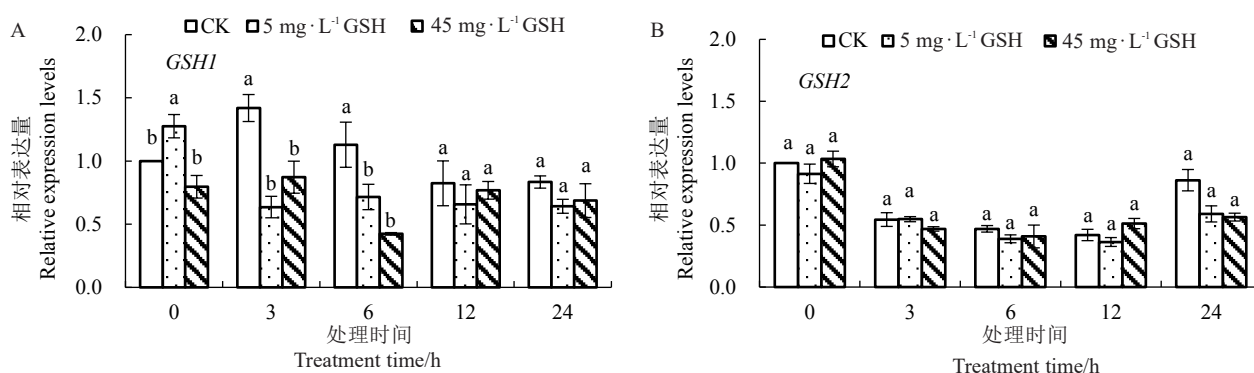 A
CK 5 mg·L-1 GSH 45 mg·L-1 GSH
GSH1
相对表达量
Relative expression levels
2.0
1.5
1.0
0.5
0.0
b a b
a b b
a b b
a a a
a a a
0 3 6 12 24
处理时间
Treatment time/h
B
CK 5 mg·L-1 GSH 45 mg·L-1 GSH
GSH2
相对表达量
Relative expression levels
2.0
1.5
1.0
0.5
0.0
a a a
a a a
a a a
a a a
a a a
0 3 6 12 24
处理时间
Treatment time/h